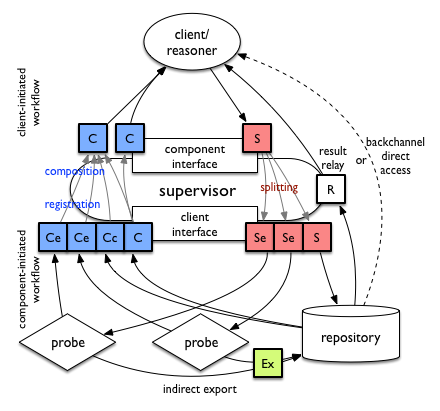 client/
reasoner
client-initiated
workflow
C
C
S
component
interface
result
relay
or
backchannel
direct
access
composition
supervisor
splitting
R
registration
client
interface
component-initiated
workflow
Ce
Ce
Cc
C
Se
Se
S
probe
probe
repository
Ex
indirect export